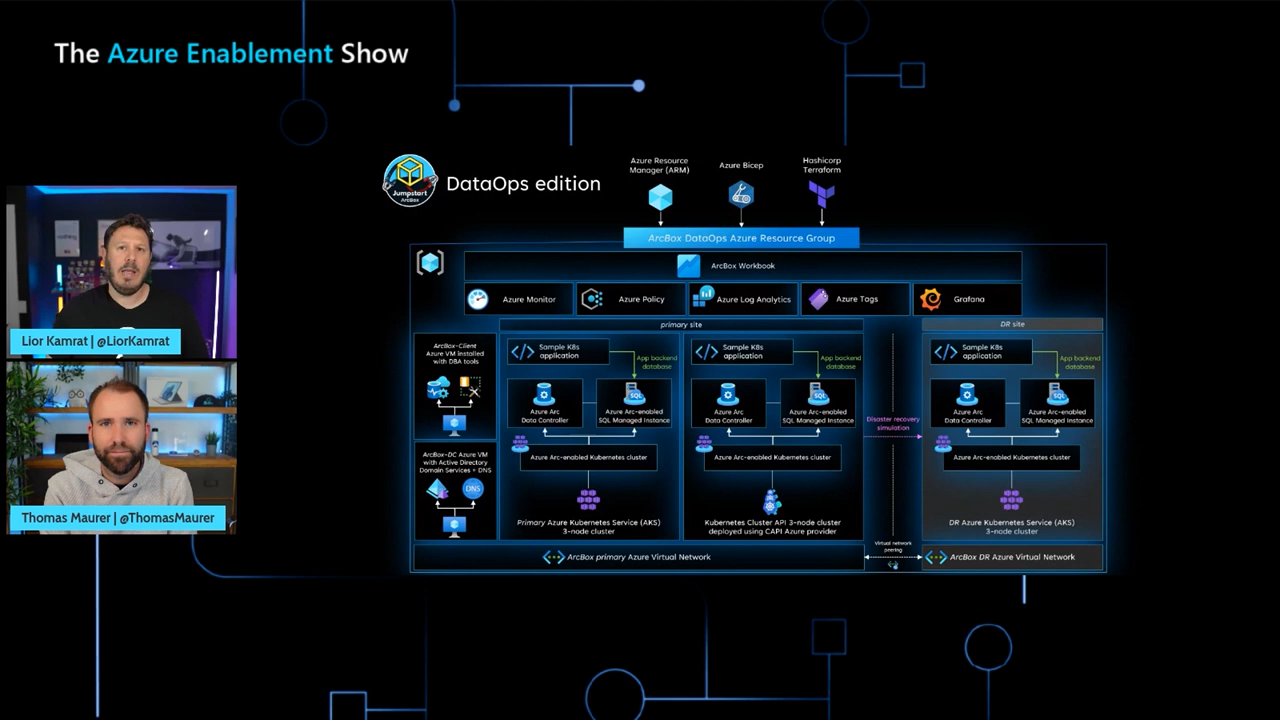 The Azure Enablement Show
Lior Kamrat | @LiorKamrat
Thomas Maurer | @ThomasMaurer
Jumpstart
ArcBox
DataOps edition
Azure Resource
Manager (ARM)
Azure Bicep
Hashicorp
Terraform
ArcBox DataOps Azure Resource Group
ArcBox Workbook
Azure Monitor
Azure Policy
Azure Log Analytics
Azure Tags
Grafana
primary site
DR site
ArcBox-Client
Azure VM installed
with DBA tools
ArcBox-DC Azure VM
with Active Directory
Domain Services + DNS
DNS
Sample K8s
application
App backend
database
Azure Arc
Data Controller
SQL
Azure Arc-enabled
SQL Managed Instance
Azure Arc-enabled Kubernetes cluster
Primary Azure Kubernetes Service (AKS)
3-node cluster
Sample K8s
application
App backend
database
Azure Arc
Data Controller
SQL
Azure Arc-enabled
SQL Managed Instance
Azure Arc-enabled Kubernetes cluster
Kubernetes Cluster API 3-node cluster
deployed using CAPI Azure provider
Disaster recovery
simulation
Sample K8s
application
App backend
database
Azure Arc
Data Controller
SQL
Azure Arc-enabled
SQL Managed Instance
Azure Arc-enabled Kubernetes cluster
DR Azure Kubernetes Service (AKS)
3-node cluster
ArcBox primary Azure Virtual Network
Virtual network
peering
ArcBox DR Azure Virtual Network